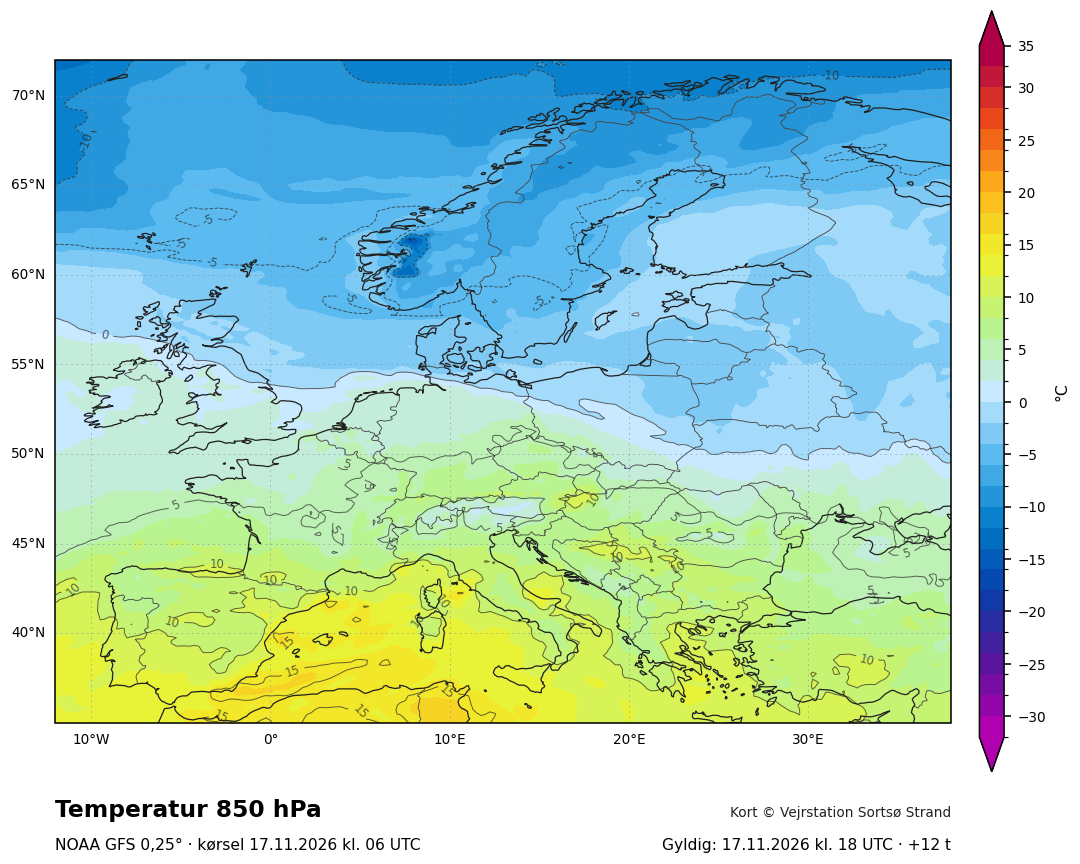 70°N
65°N
60°N
55°N
50°N
45°N
40°N
10°W
0°
10°E
20°E
30°E
35
30
25
20
15
10
5
0
−5
−10
−15
−20
−25
−30
°C
Temperatur 850 hPa
Kort © Vejrstation Sortsø Strand
NOAA GFS 0,25° · kørsel 17.11.2026 kl. 06 UTC
Gyldig: 17.11.2026 kl. 18 UTC · +12 t